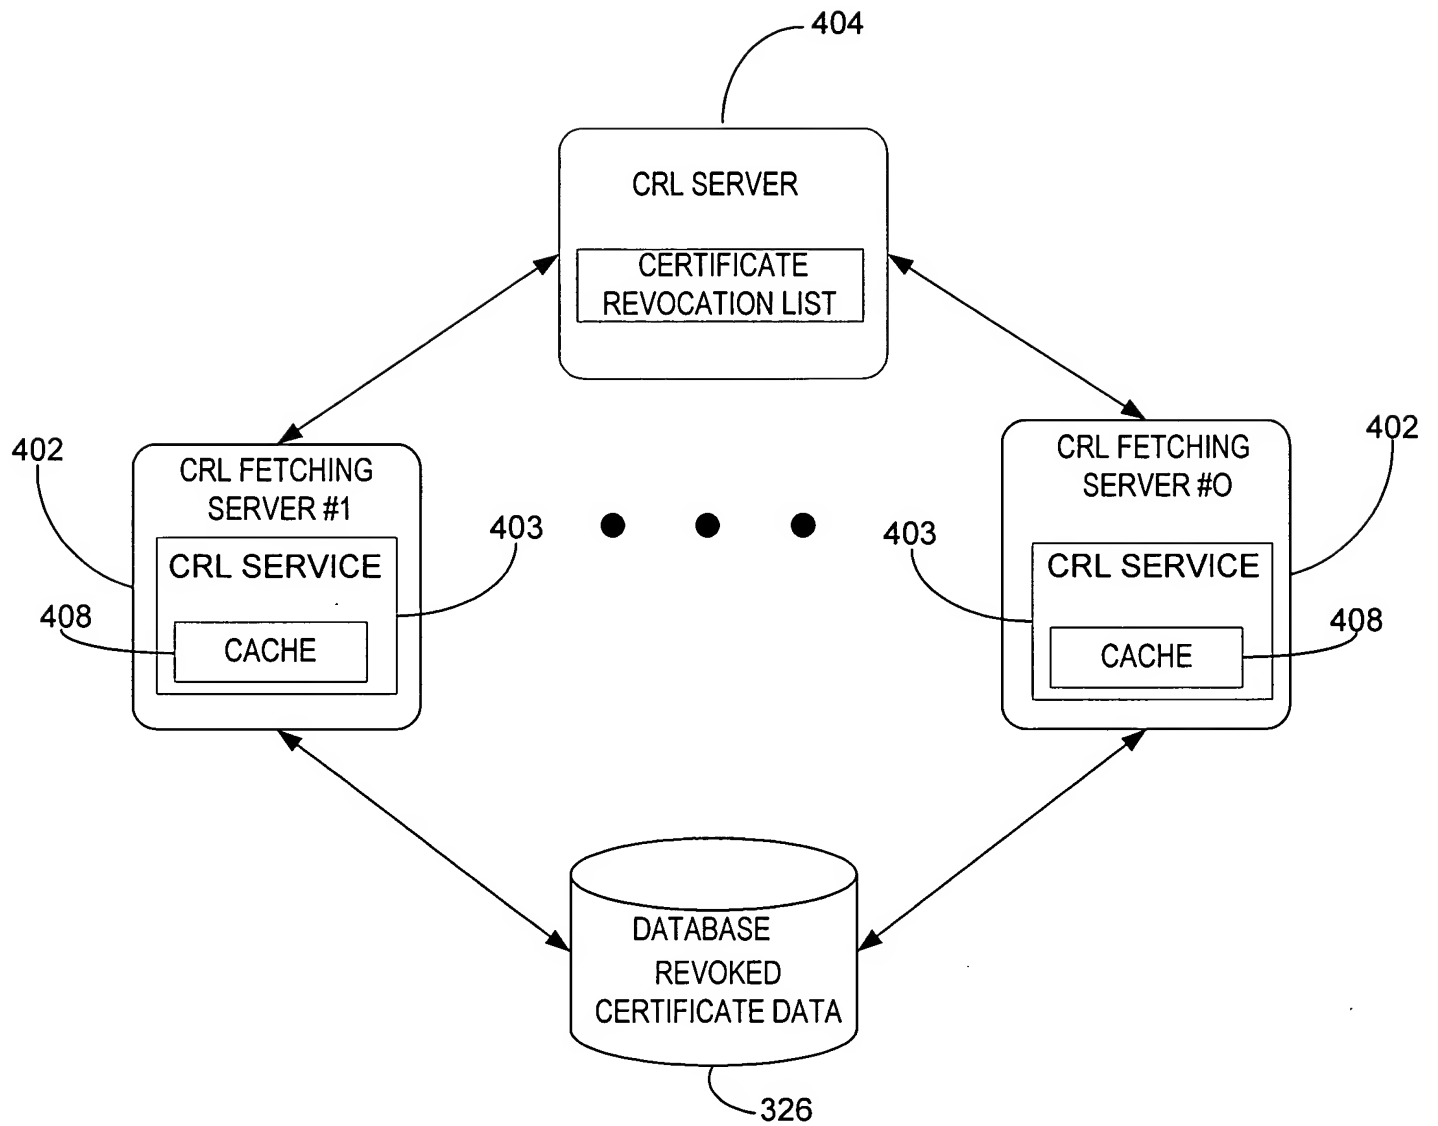 404
CRL SERVER
CERTIFICATE
REVOCATION LIST
402
CRL FETCHING
SERVER #1
403
CRL SERVICE
408
CACHE
CRL FETCHING
SERVER #O
402
403
CRL SERVICE
408
CACHE
DATABASE
REVOKED
CERTIFICATE DATA
326